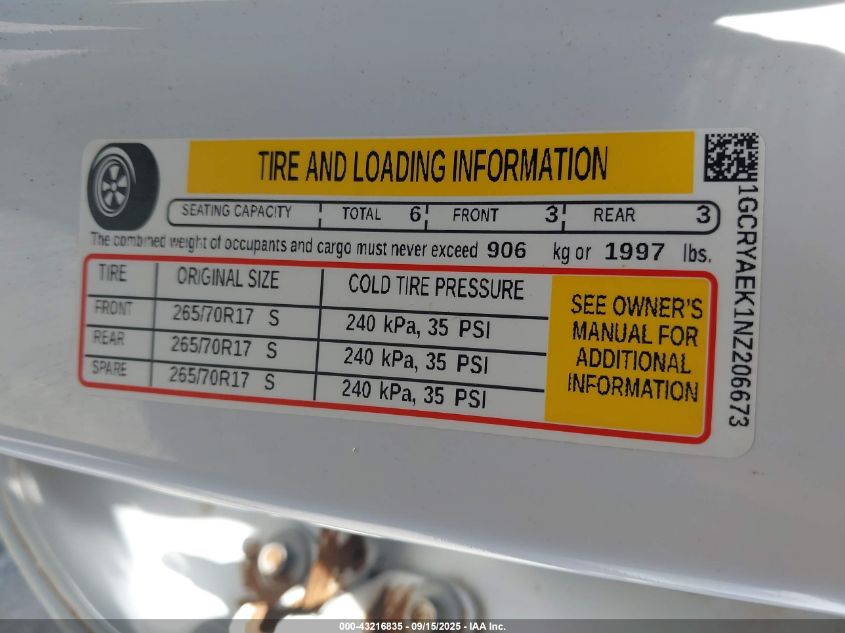 TIRE AND LOADING INFORMATION
SEATING CAPACITY TOTAL 6 FRONT 3 REAR 3
The combined weight of occupants and cargo must never exceed 906 kg or 1997 lbs.
TIRE ORIGINAL SIZE COLD TIRE PRESSURE
FRONT 265/70R17 S 240 kPa, 35 PSI
REAR 265/70R17 S 240 kPa, 35 PSI
SPARE 265/70R17 S 240 kPa, 35 PSI
SEE OWNER'S
MANUAL FOR
ADDITIONAL
INFORMATION
1GCRYAEK1NZ206673
000-43216835 - 09/15/2025 - IAA Inc.